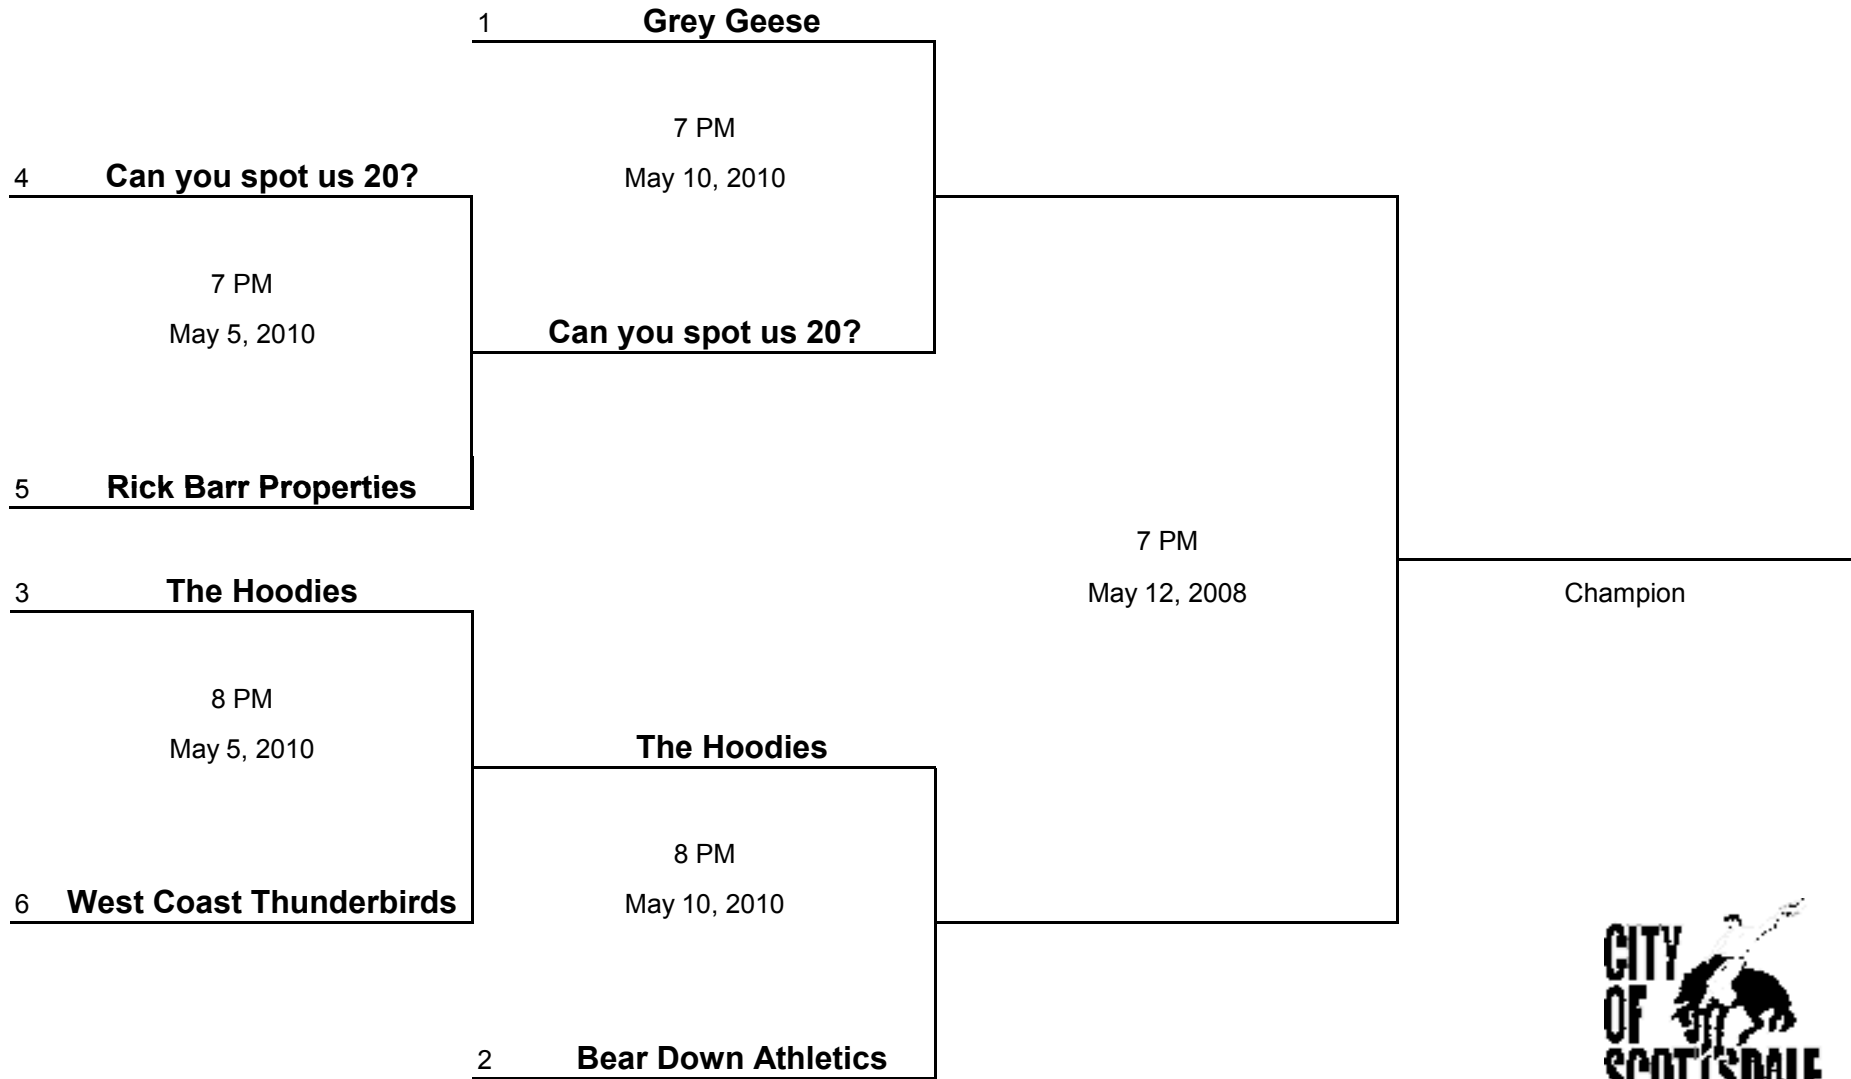 1 Grey Geese
7 PM
May 10, 2010
4 Can you spot us 20?
7 PM
May 5, 2010
Can you spot us 20?
5 Rick Barr Properties
7 PM
May 12, 2008
Champion
3 The Hoodies
8 PM
May 5, 2010
The Hoodies
8 PM
May 10, 2010
6 West Coast Thunderbirds
2 Bear Down Athletics
CITY
OF
SCOTTSDALE